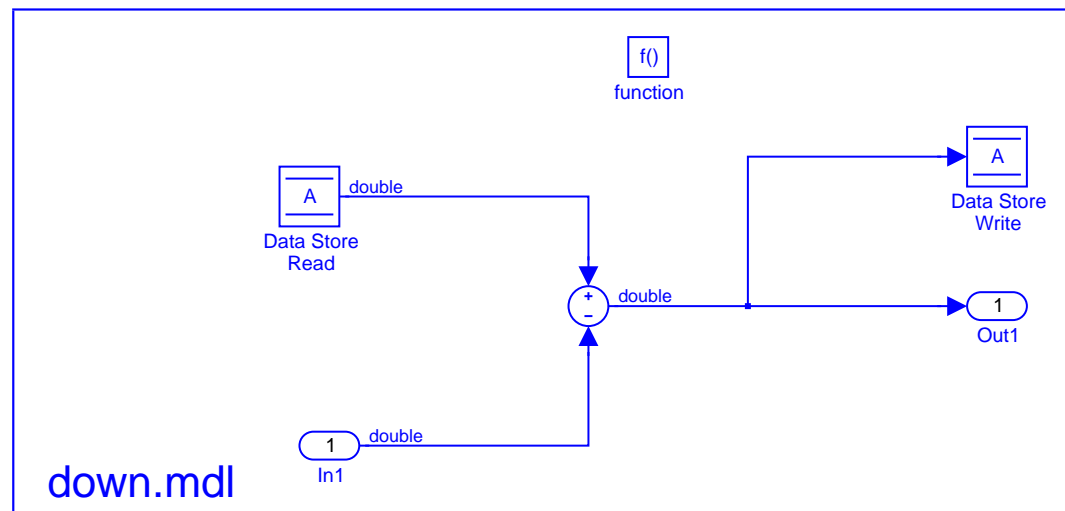 f()
function
A
Data Store
Write
A
double
Data Store
Read
+
−
double
1
Out1
1
double
In1
down.mdl